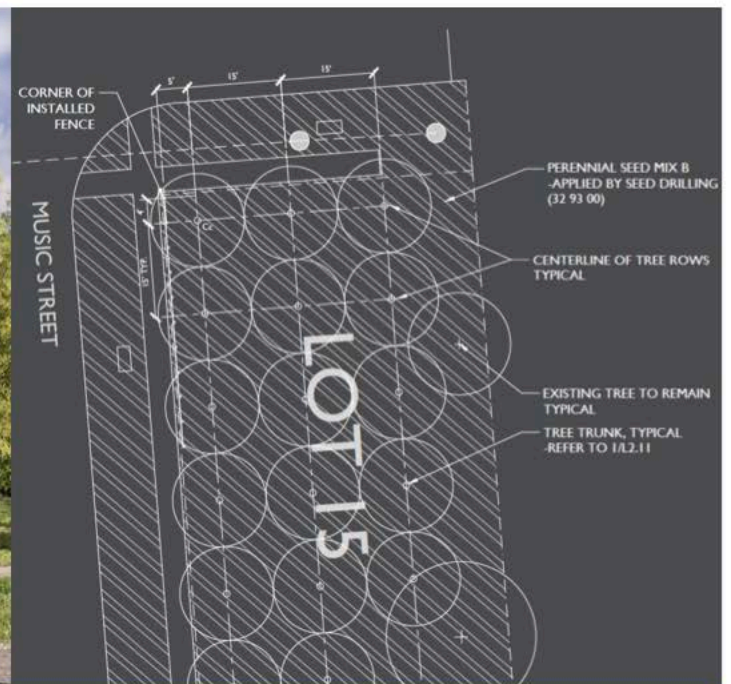 5'
15'
15'
CORNER OF
INSTALLED
FENCE
PERENNIAL SEED MIX B
-APPLIED BY SEED DRILLING
(32 93 00)
MUSIC STREET
CENTERLINE OF TREE ROWS
TYPICAL
LOT 15
EXISTING TREE TO REMAIN
TYPICAL
TREE TRUNK, TYPICAL
-REFER TO 1/L2.11